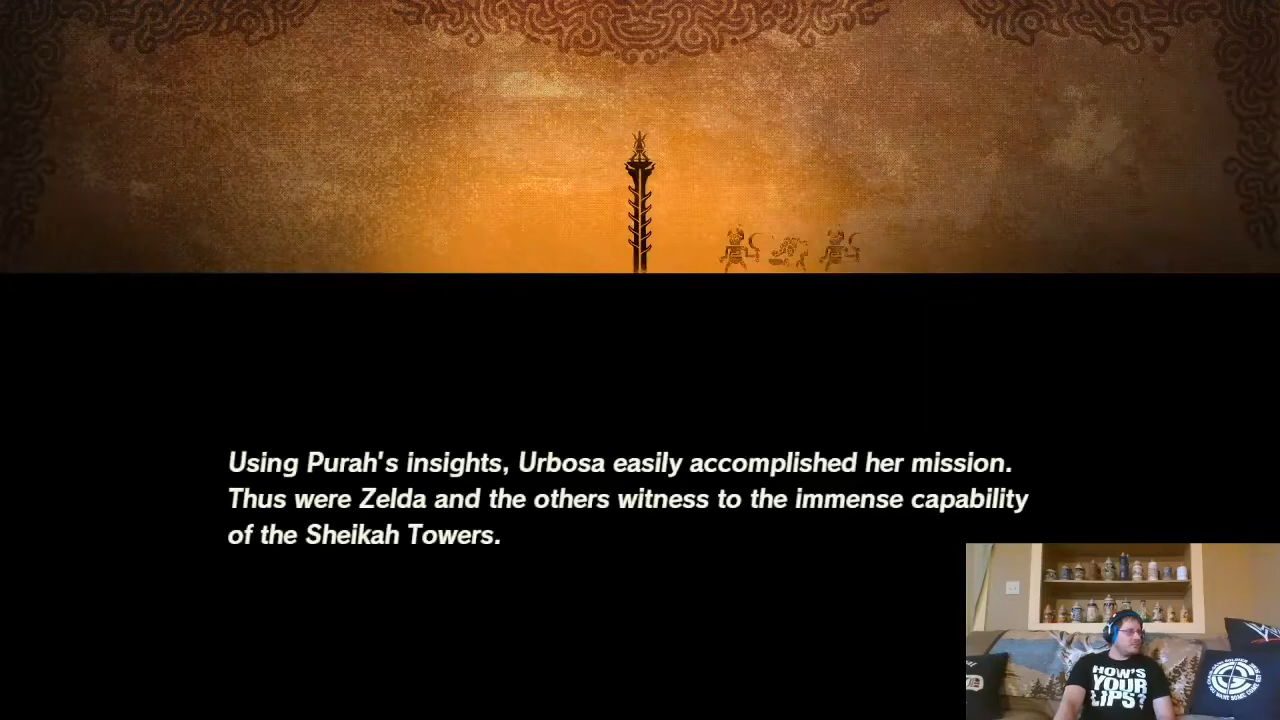 Using Purah's insights, Urbosa easily accomplished her mission.
Thus were Zelda and the others witness to the immense capability
of the Sheikah Towers.
HOW'S
YOUR
LIPS?